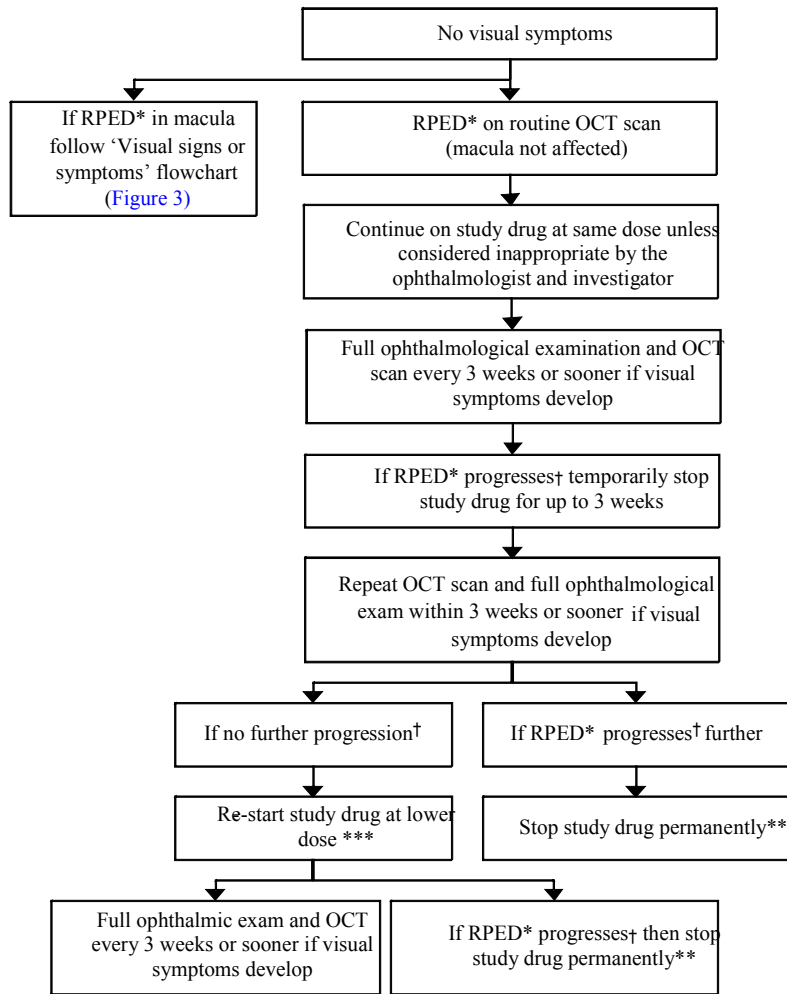 No visual symptoms
If RPED* in macula
follow ‘Visual signs or
symptoms’ flowchart
(Figure 3)
RPED* on routine OCT scan
(macula not affected)
Continue on study drug at same dose unless
considered inappropriate by the
ophthalmologist and investigator
Full ophthalmological examination and OCT
scan every 3 weeks or sooner if visual
symptoms develop
If RPED* progresses† temporarily stop
study drug for up to 3 weeks
Repeat OCT scan and full ophthalmological
exam within 3 weeks or sooner if visual
symptoms develop
If no further progression†
If RPED* progresses† further
Re-start study drug at lower
dose ***
Stop study drug permanently**
Full ophthalmic exam and OCT
every 3 weeks or sooner if visual
symptoms develop
If RPED* progresses† then stop
study drug permanently**